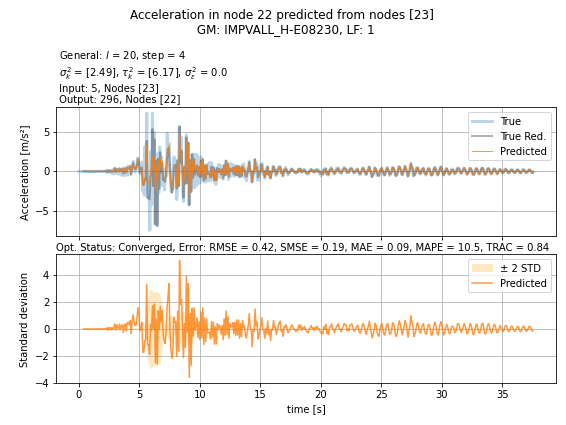 Acceleration in node 22 predicted from nodes [23]
GM: IMPVALL_H-E08230, LF: 1
General: l = 20, step = 4
σ²ₖ = [2.49], τ²ₖ = [6.17], σ²ₑ = 0.0
Input: 5, Nodes [23]
Output: 296, Nodes [22]
Acceleration [m/s²]
5
0
−5
True
True Red.
Predicted
Opt. Status: Converged, Error: RMSE = 0.42, SMSE = 0.19, MAE = 0.09, MAPE = 10.5, TRAC = 0.84
Standard deviation
4
2
0
−2
−4
± 2 STD
Predicted
0 5 10 15 20 25 30 35
time [s]